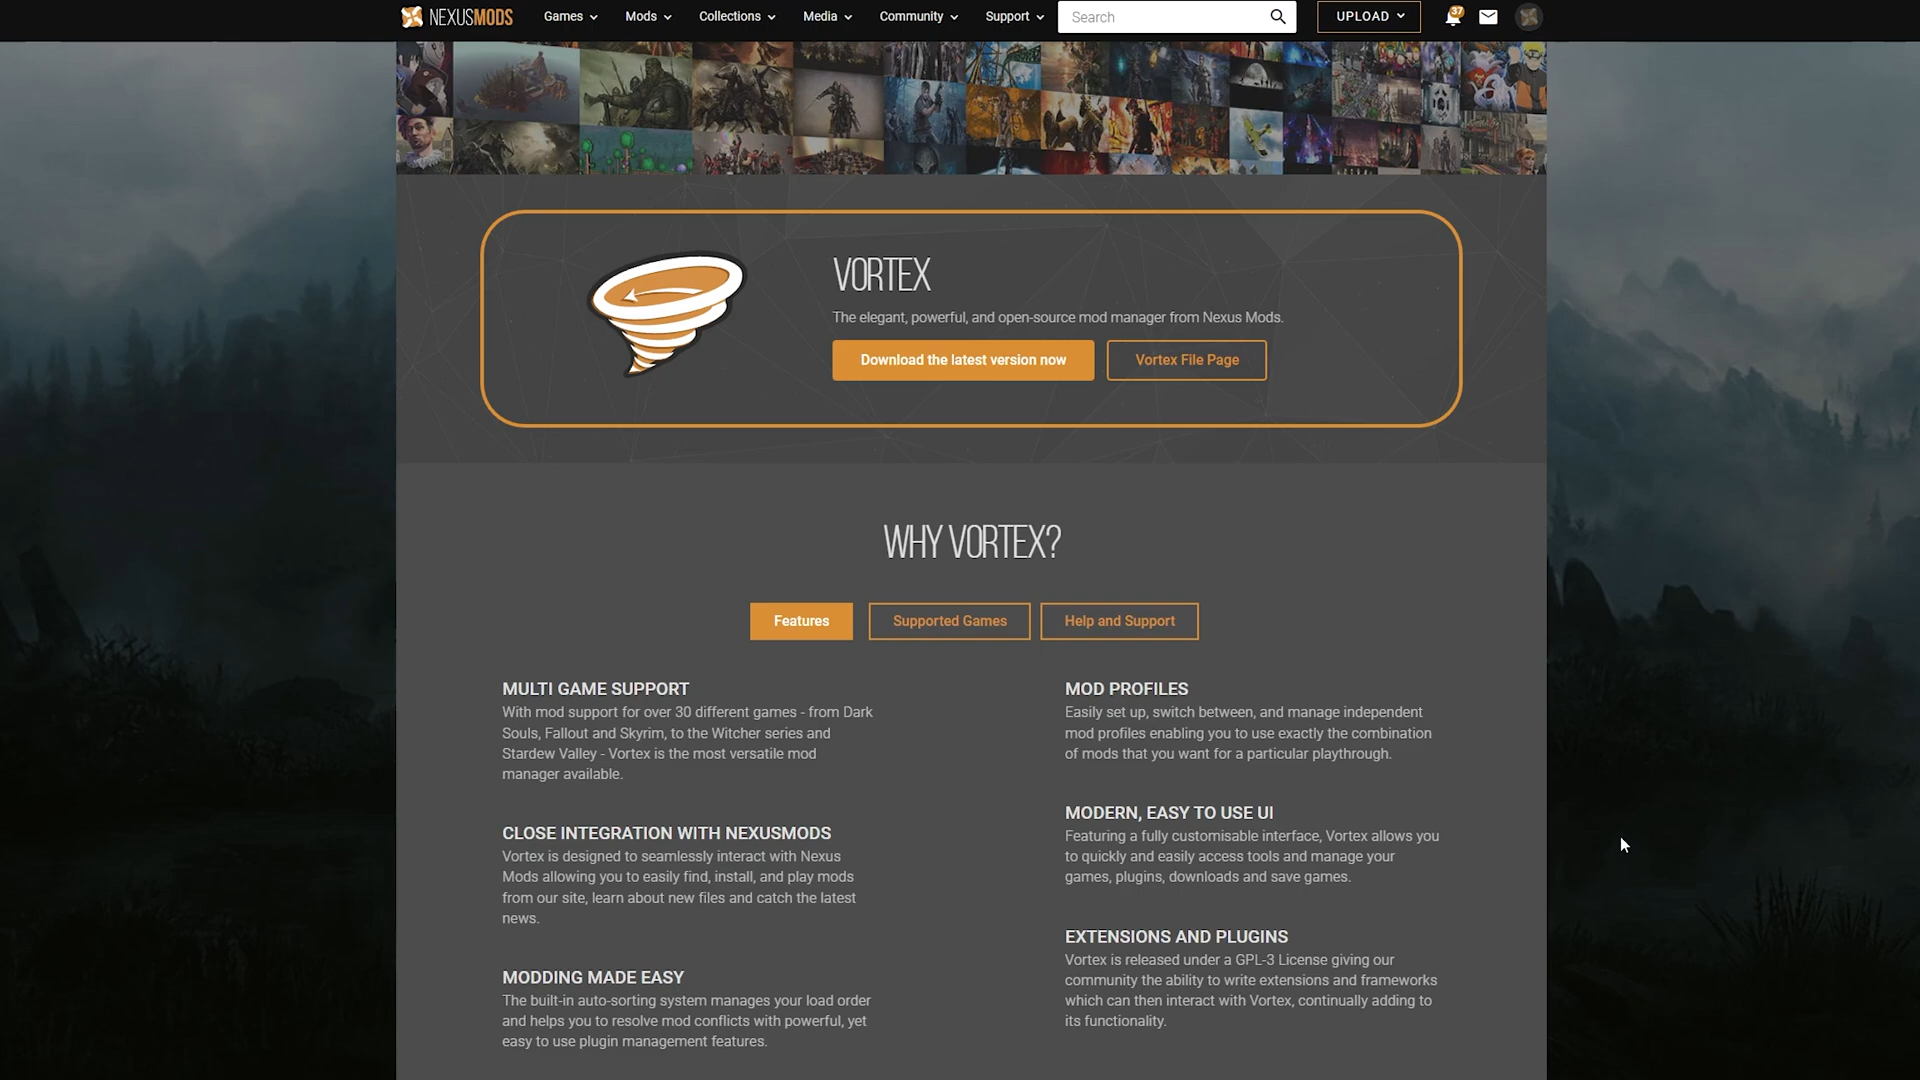 NEXUSMODS
Games
Mods
Collections
Media
Community
Support
Search
UPLOAD
37
VORTEX
The elegant, powerful, and open-source mod manager from Nexus Mods.
Download the latest version now
Vortex File Page
WHY VORTEX?
Features
Supported Games
Help and Support
MULTI GAME SUPPORT
With mod support for over 30 different games - from Dark
Souls, Fallout and Skyrim, to the Witcher series and
Stardew Valley - Vortex is the most versatile mod
manager available.
CLOSE INTEGRATION WITH NEXUSMODS
Vortex is designed to seamlessly interact with Nexus
Mods allowing you to easily find, install, and play mods
from our site, learn about new files and catch the latest
news.
MODDING MADE EASY
The built-in auto-sorting system manages your load order
and helps you to resolve mod conflicts with powerful, yet
easy to use plugin management features.
MOD PROFILES
Easily set up, switch between, and manage independent
mod profiles enabling you to use exactly the combination
of mods that you want for a particular playthrough.
MODERN, EASY TO USE UI
Featuring a fully customisable interface, Vortex allows you
to quickly and easily access tools and manage your
games, plugins, downloads and save games.
EXTENSIONS AND PLUGINS
Vortex is released under a GPL-3 License giving our
community the ability to write extensions and frameworks
which can then interact with Vortex, continually adding to
its functionality.